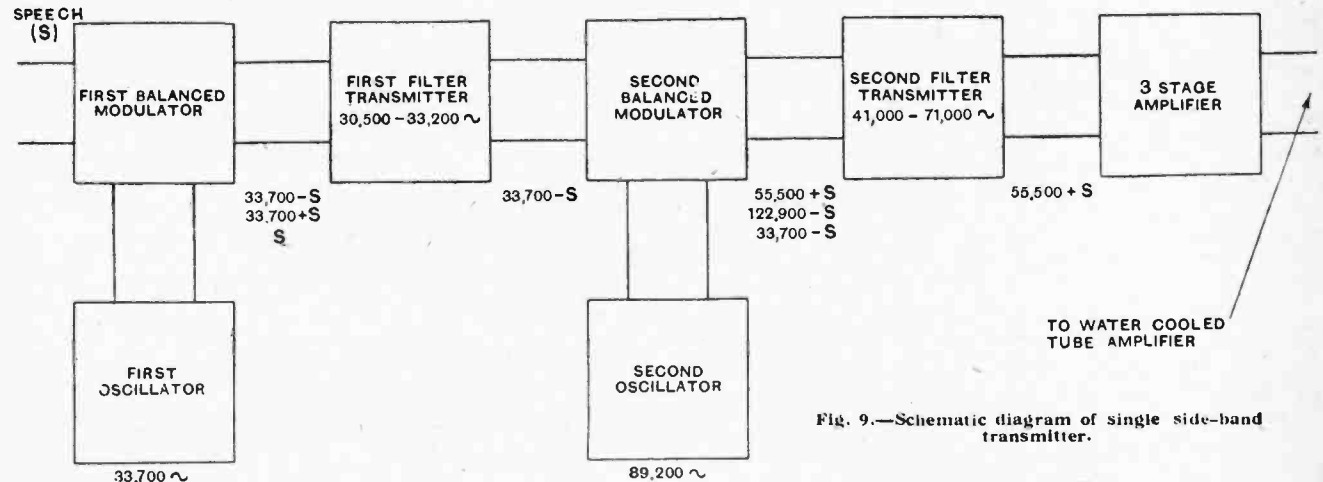 SPEECH
(S)
FIRST BALANCED
MODULATOR
FIRST FILTER
TRANSMITTER
30,500 – 33,200 ~
SECOND
BALANCED
MODULATOR
SECOND FILTER
TRANSMITTER
41,000 – 71,000 ~
3 STAGE
AMPLIFIER
33,700 – S
33,700 + S
S
33,700 – S
55,500 + S
122,900 – S
33,700 – S
55,500 + S
FIRST
OSCILLATOR
33,700 ~
SECOND
OSCILLATOR
89,200 ~
TO WATER COOLED
TUBE AMPLIFIER
Fig. 9.—Schematic diagram of single side-band
transmitter.